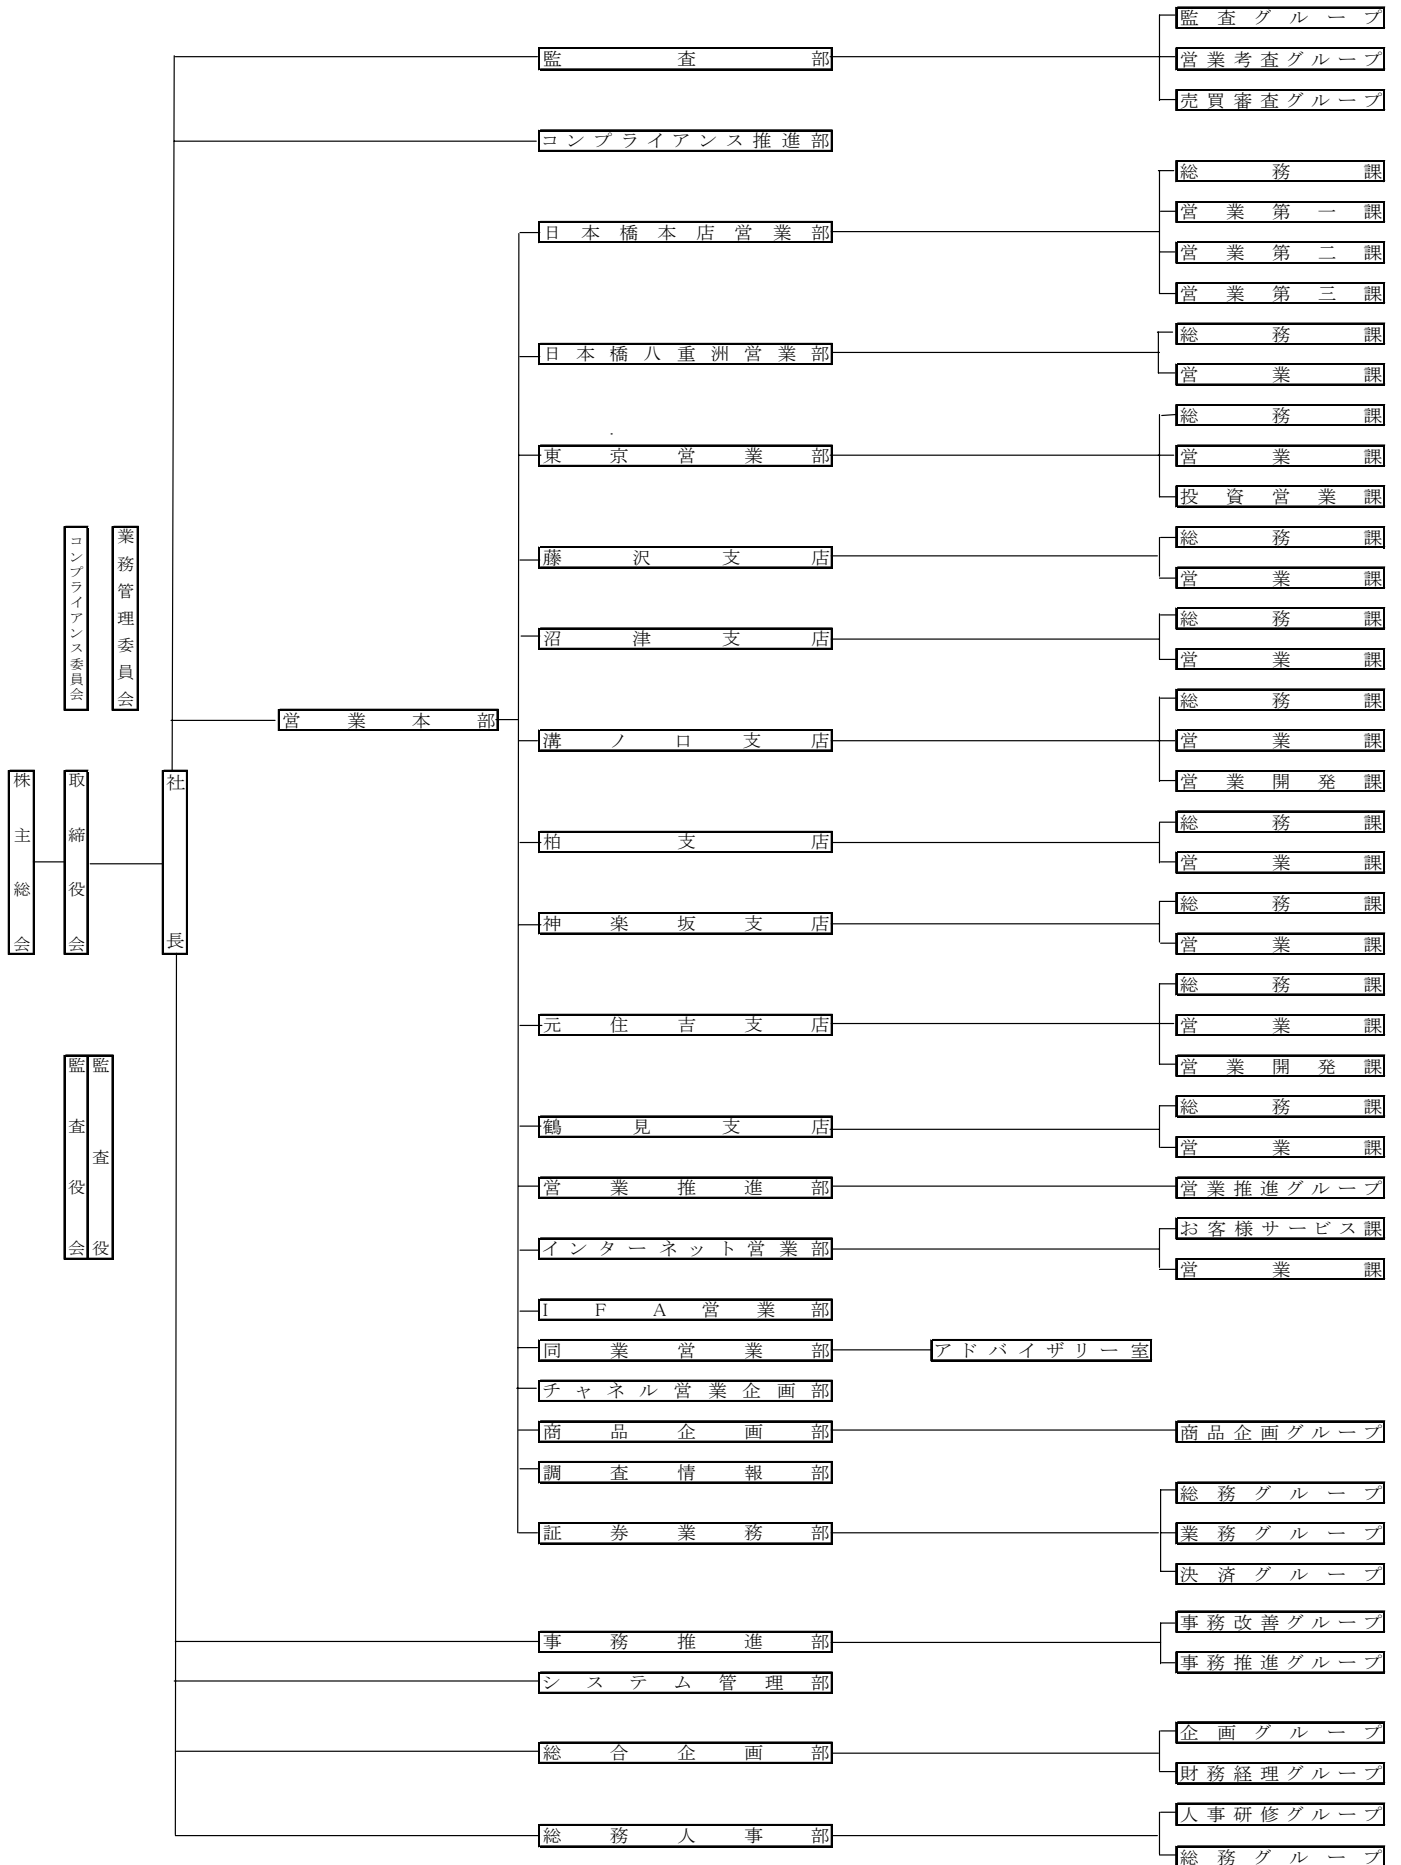 監査グループ
監査部
営業考査グループ
売買審査グループ
コンプライアンス推進部
総務課
営業第一課
日本橋本店営業部
営業第二課
営業第三課
総務課
日本橋八重洲営業部
営業課
総務課
東京営業部
営業課
投資営業課
コンプライアンス委員会
業務管理委員会
総務課
藤沢支店
営業課
総務課
沼津支店
営業課
総務課
営業本部
溝ノ口支店
営業課
営業開発課
株主総会
取締役会
社長
総務課
柏支店
営業課
総務課
神楽坂支店
営業課
総務課
元住吉支店
営業課
営業開発課
監査役会
監査役
総務課
鶴見支店
営業課
営業推進部
営業推進グループ
お客様サービス課
インターネット営業部
営業課
IFA営業部
同業営業部
アドバイザリー室
チャネル営業企画部
商品企画部
商品企画グループ
調査情報部
総務グループ
証券業務部
業務グループ
決済グループ
事務改善グループ
事務推進部
事務推進グループ
システム管理部
企画グループ
総合企画部
財務経理グループ
人事研修グループ
総務人事部
総務グループ